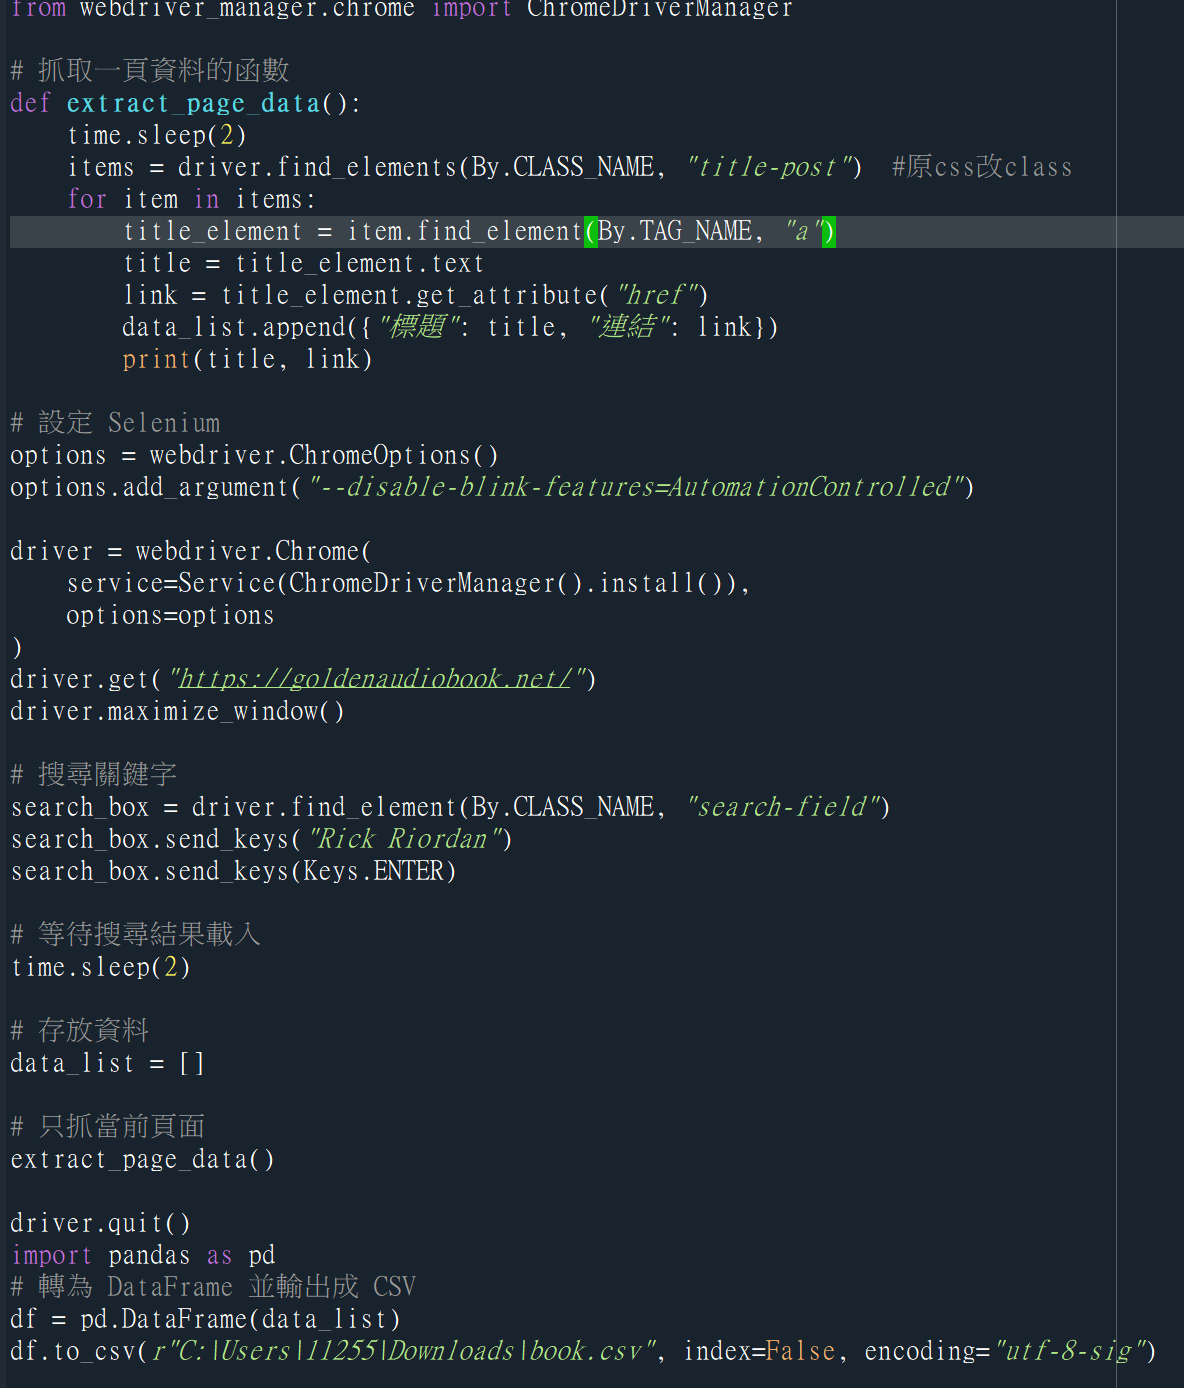 from webdriver_manager.chrome import ChromeDriverManager
# 抓取一頁資料的函數
def extract_page_data():
    time.sleep(2)
    items = driver.find_elements(By.CLASS_NAME, "title-post")  #原css改class
    for item in items:
        title_element = item.find_element(By.TAG_NAME, "a")
        title = title_element.text
        link = title_element.get_attribute("href")
        data_list.append({"標題": title, "連結": link})
        print(title, link)
# 設定 Selenium
options = webdriver.ChromeOptions()
options.add_argument("--disable-blink-features=AutomationControlled")
driver = webdriver.Chrome(
    service=Service(ChromeDriverManager().install()),
    options=options
)
driver.get("https://goldenaudiobook.net/")
driver.maximize_window()
# 搜尋關鍵字
search_box = driver.find_element(By.CLASS_NAME, "search-field")
search_box.send_keys("Rick Riordan")
search_box.send_keys(Keys.ENTER)
# 等待搜尋結果載入
time.sleep(2)
# 存放資料
data_list = []
# 只抓當前頁面
extract_page_data()
driver.quit()
import pandas as pd
# 轉為 DataFrame 並輸出成 CSV
df = pd.DataFrame(data_list)
df.to_csv(r"C:\Users\11255\Downloads\book.csv", index=False, encoding="utf-8-sig")